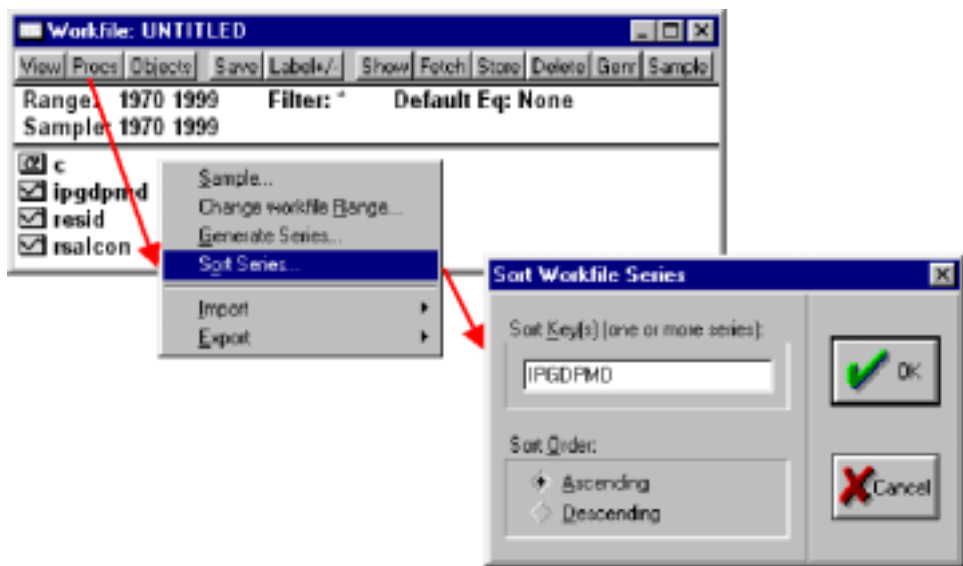 Workfile: UNTITLED
View Procs Objects Save Label+/- Show Fetch Store Delete Genr Sample
Range: 1970 1999 Filter: * Default Eq: None
Sample: 1970 1999
c
ipgdpmd
resid
rsalcon
Sample...
Change workfile Range...
Generate Series...
Sort Series...
Import
Export
Sort Workfile Series
Sort Key(s) (one or more series):
IPGDPMD
OK
Sort Order:
Ascending
Descending
Cancel